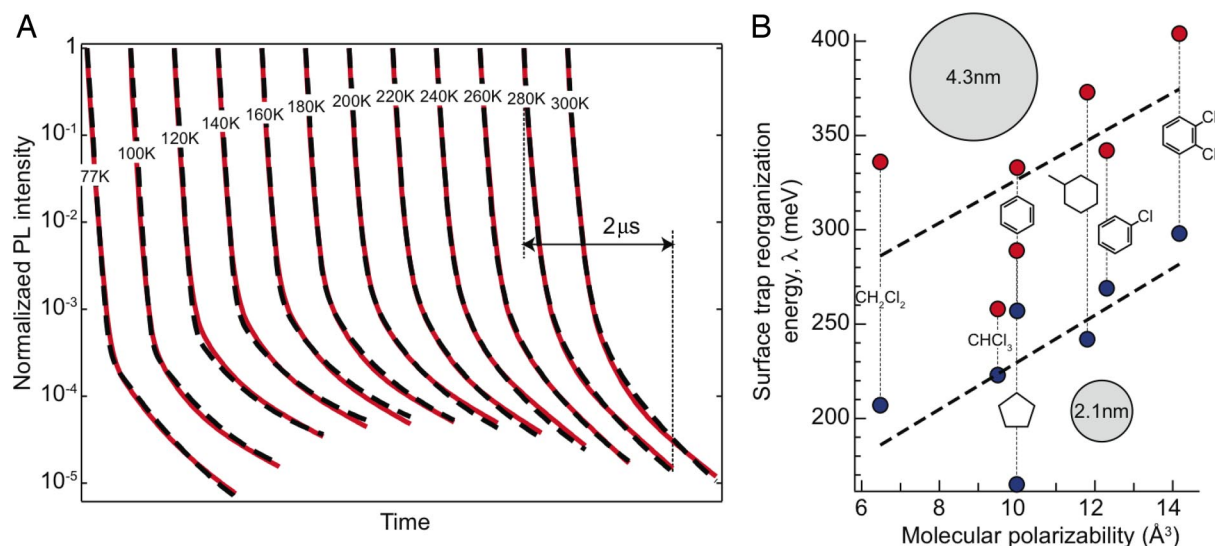 A
Normalizaed PL intensity
1
10⁻¹
10⁻²
10⁻³
10⁻⁴
10⁻⁵
77K
100K
120K
140K
160K
180K
200K
220K
240K
260K
280K
300K
2μs
Time
B
Surface trap reorganization
energy, λ (meV)
400
350
300
250
200
4.3nm
2.1nm
CH₂Cl₂
CHCl₃
Cl
Cl
Cl
6
8
10
12
14
Molecular polarizability (Å³)